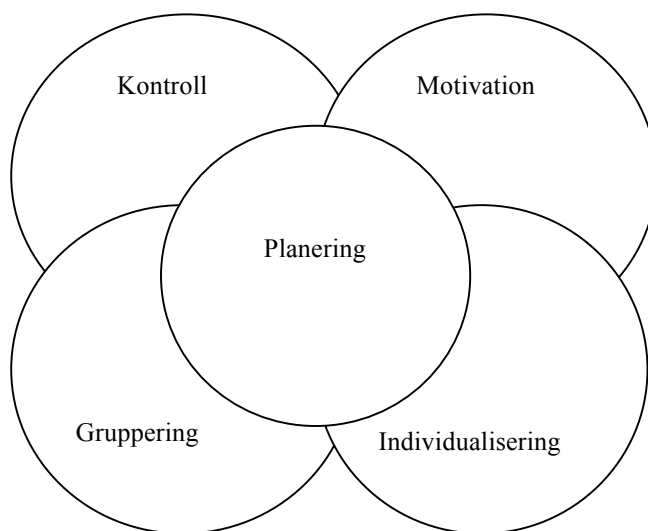 Kontroll
Motivation
Planering
Gruppering
Individualisering